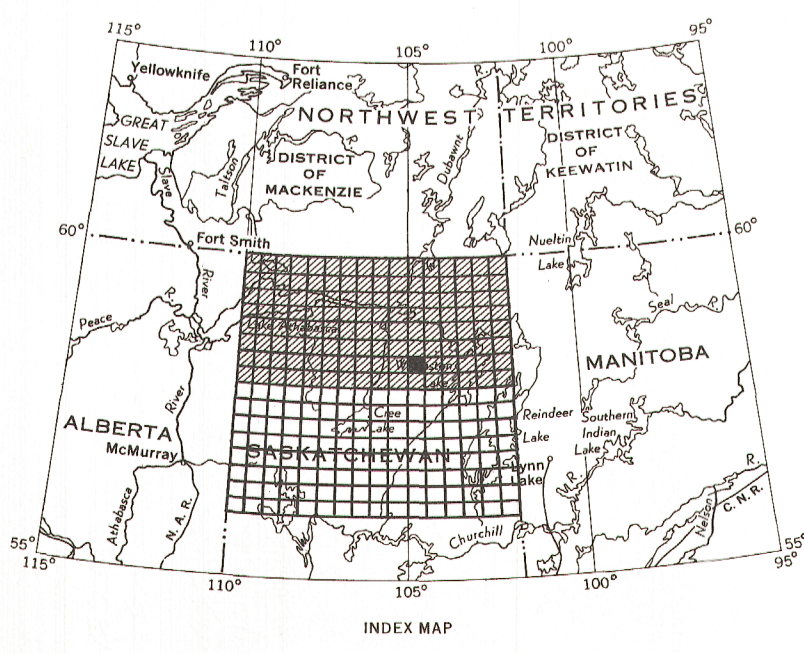 115°
110°
105°
100°
95°
Yellowknife
Fort
Reliance
R.
NORTHWEST TERRITORIES
GREAT
SLAVE
LAKE
Slave
Taltson
DISTRICT
OF
MACKENZIE
R.
Dubawnt
DISTRICT
OF
KEEWATIN
60°
Fort Smith
Nueltin
Lake
60°
River
Peace
R.
Lake Athabasca
Seal R.
Lake
MANITOBA
Cree
Lake
Reindeer
Lake
Southern
Indian
Lake
River
ALBERTA
McMurray
SASKATCHEWAN
Lynn
Lake
R.
R.
Athabasca
N. A. R.
Churchill
Nelson
C. N. R.
55°
115°
110°
105°
100°
55°
95°
INDEX MAP